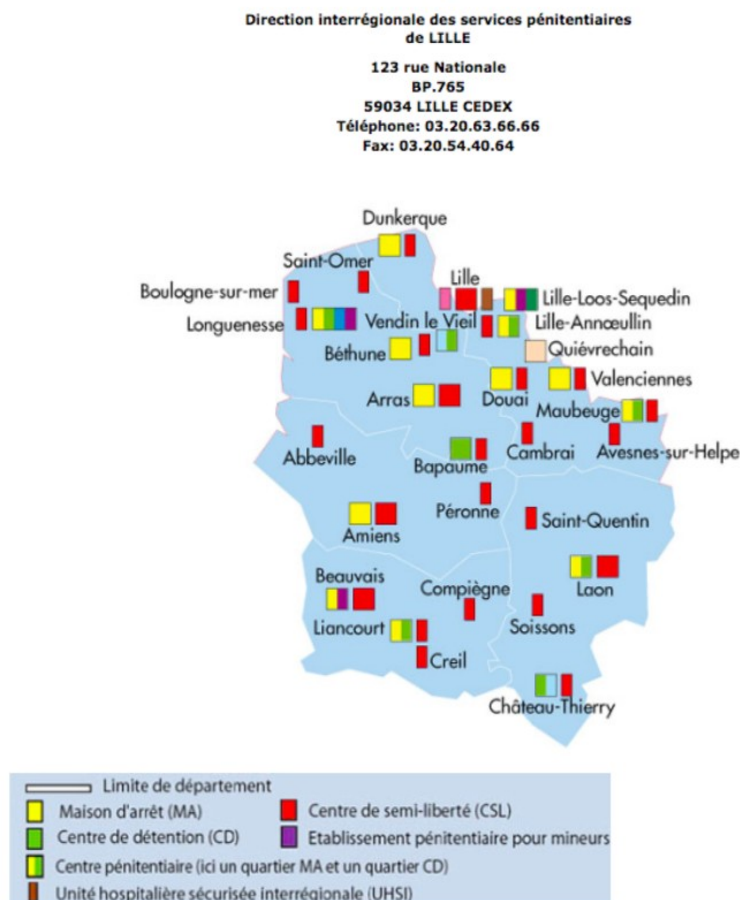 Direction interrégionale des services pénitentiaires
de LILLE
123 rue Nationale
BP.765
59034 LILLE CEDEX
Téléphone: 03.20.63.66.66
Fax: 03.20.54.40.64
Dunkerque
Saint-Omer
Lille
Boulogne-sur-mer
Lille-Loos-Sequedin
Longuenesse
Vendin le Vieil
Lille-Annœullin
Béthune
Quiévrechain
Arras
Douai
Valenciennes
Maubeuge
Abbeville
Bapaume
Cambrai
Avesnes-sur-Helpe
Péronne
Saint-Quentin
Amiens
Beauvais
Compiègne
Laon
Liancourt
Soissons
Creil
Château-Thierry
Limite de département
Maison d'arrêt (MA)
Centre de semi-liberté (CSL)
Centre de détention (CD)
Etablissement pénitentiaire pour mineurs
Centre pénitentiaire (ici un quartier MA et un quartier CD)
Unité hospitalière sécurisée interrégionale (UHSI)